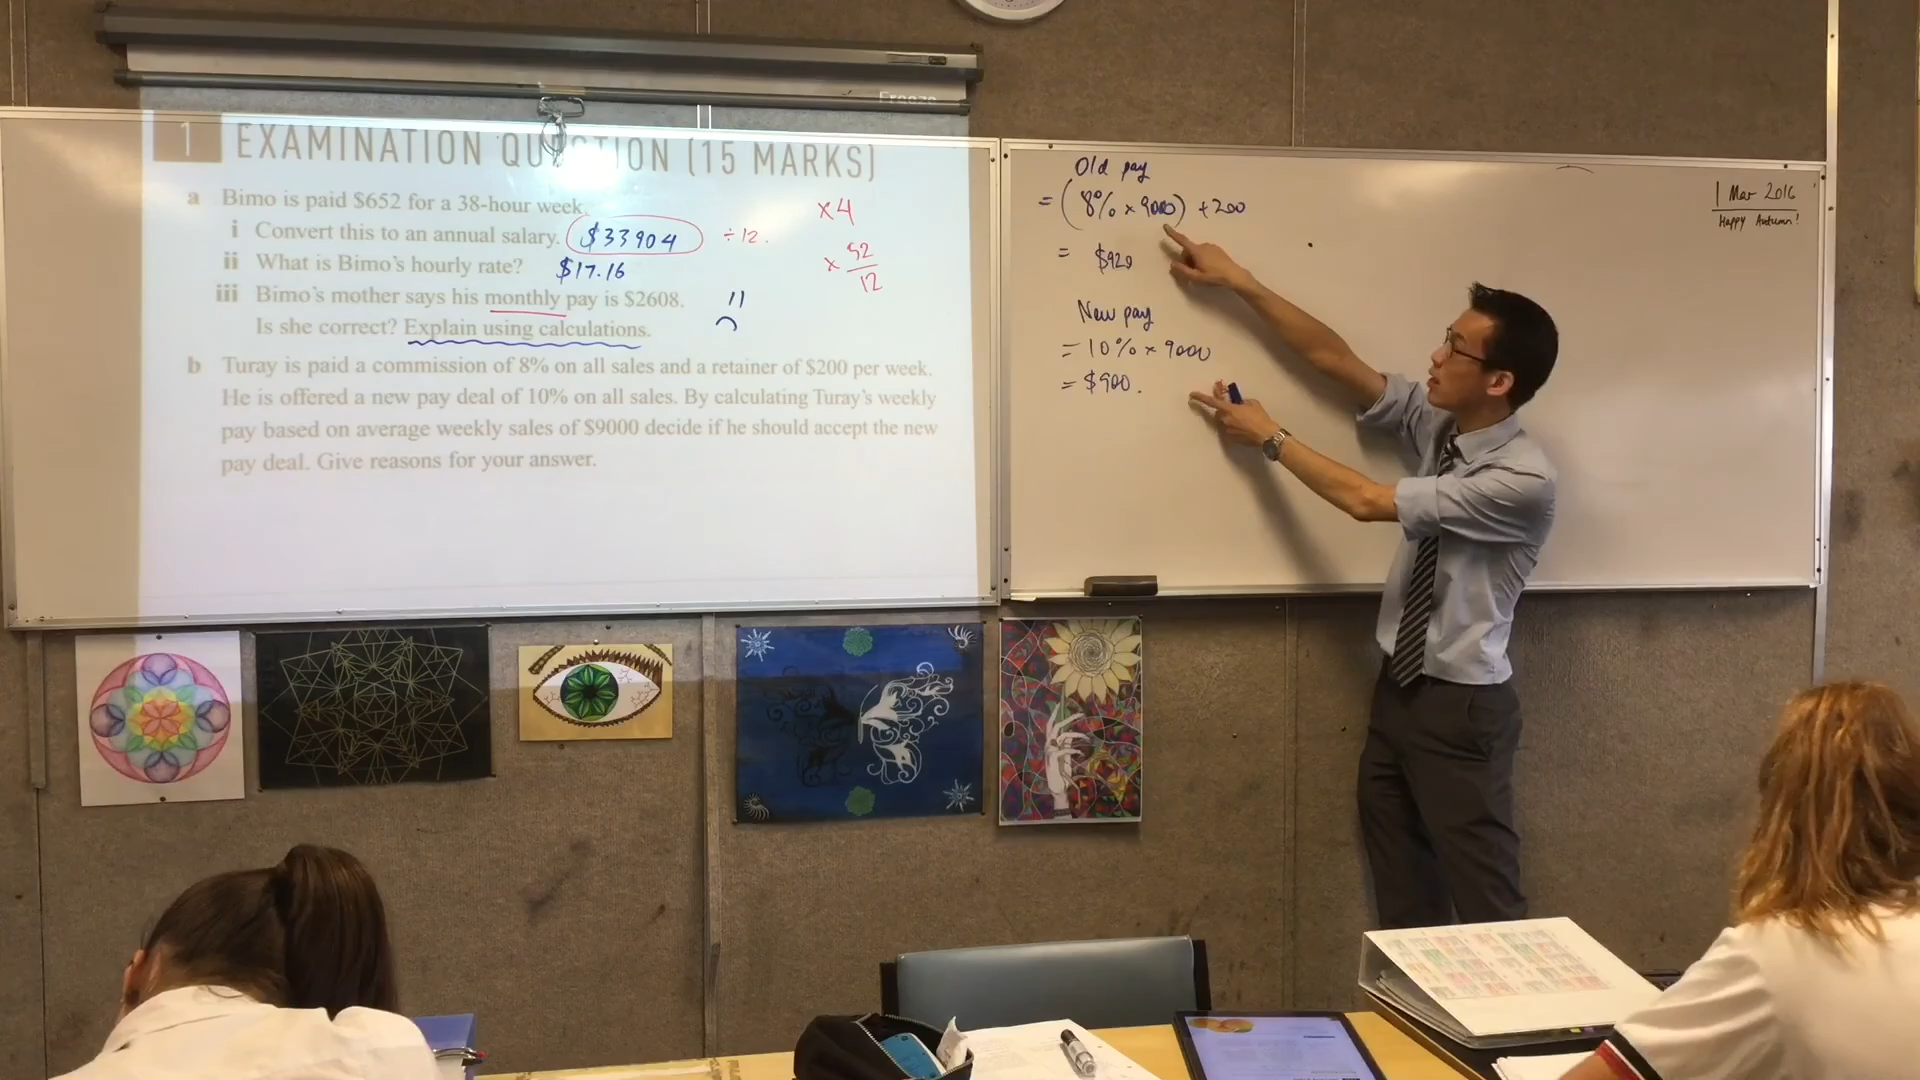 Freeze
1 EXAMINATION QUESTION (15 MARKS)
a Bimo is paid $652 for a 38-hour week.
i Convert this to an annual salary. $33904 ÷12.
ii What is Bimo's hourly rate? $17.16
iii Bimo's mother says his monthly pay is $2608.
Is she correct? Explain using calculations.
×4
× 52
12
b Turay is paid a commission of 8% on all sales and a retainer of $200 per week.
He is offered a new pay deal of 10% on all sales. By calculating Turay's weekly
pay based on average weekly sales of $9000 decide if he should accept the new
pay deal. Give reasons for your answer.
Old pay
= (8% × 9000) + 200
= $920
New pay
= 10% × 9000
= $900.
1 Mar 2016
Happy Autumn!